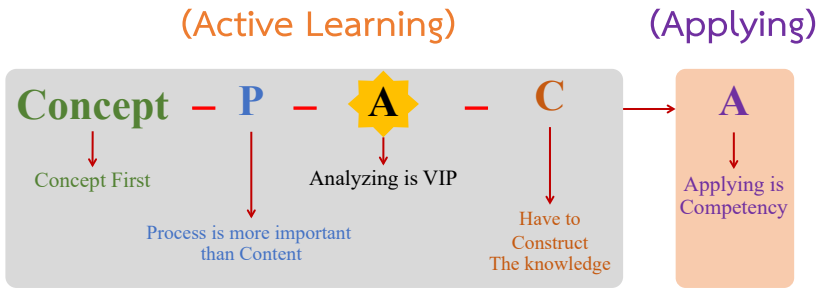 (Active Learning)
(Applying)
Concept – P – A – C
A
Concept First
Process is more important
than Content
Analyzing is VIP
Have to
Construct
The knowledge
Applying is
Competency